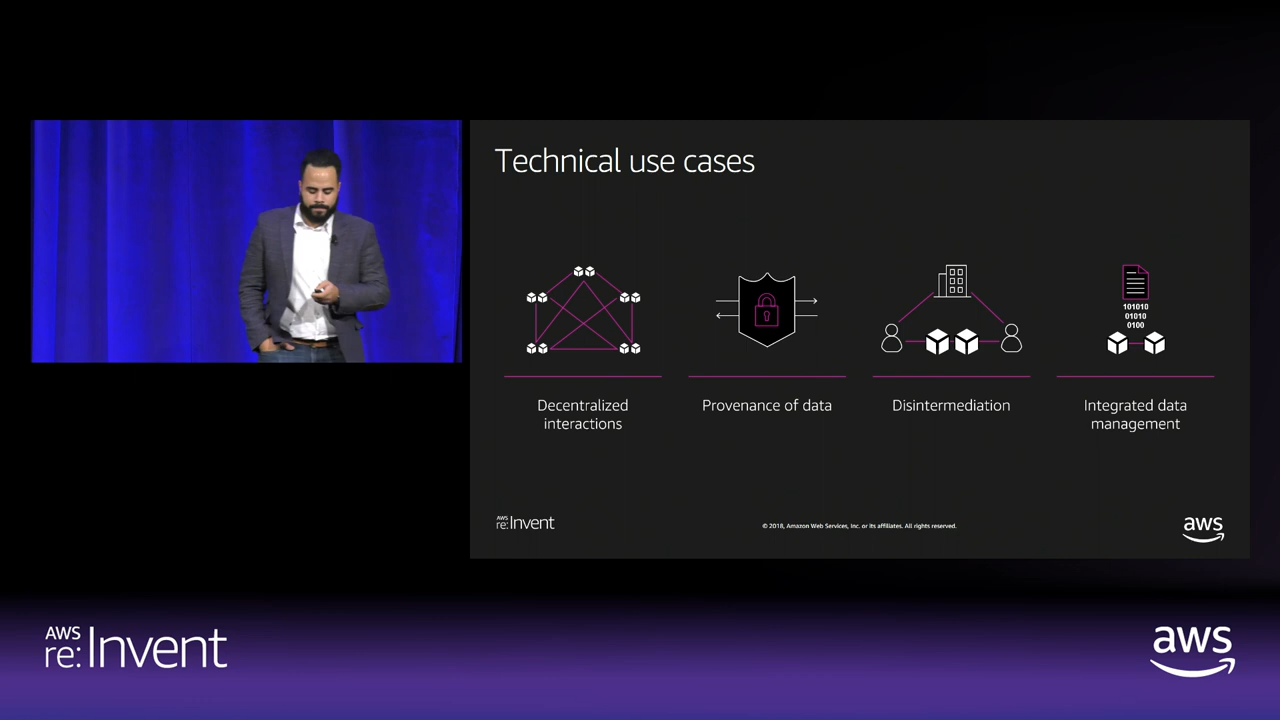 Technical use cases
101010
01010
0100
Decentralized
interactions
Provenance of data
Disintermediation
Integrated data
management
AWS
re:Invent
© 2018, Amazon Web Services, Inc. or its affiliates. All rights reserved.
aws
AWS
re:Invent
aws